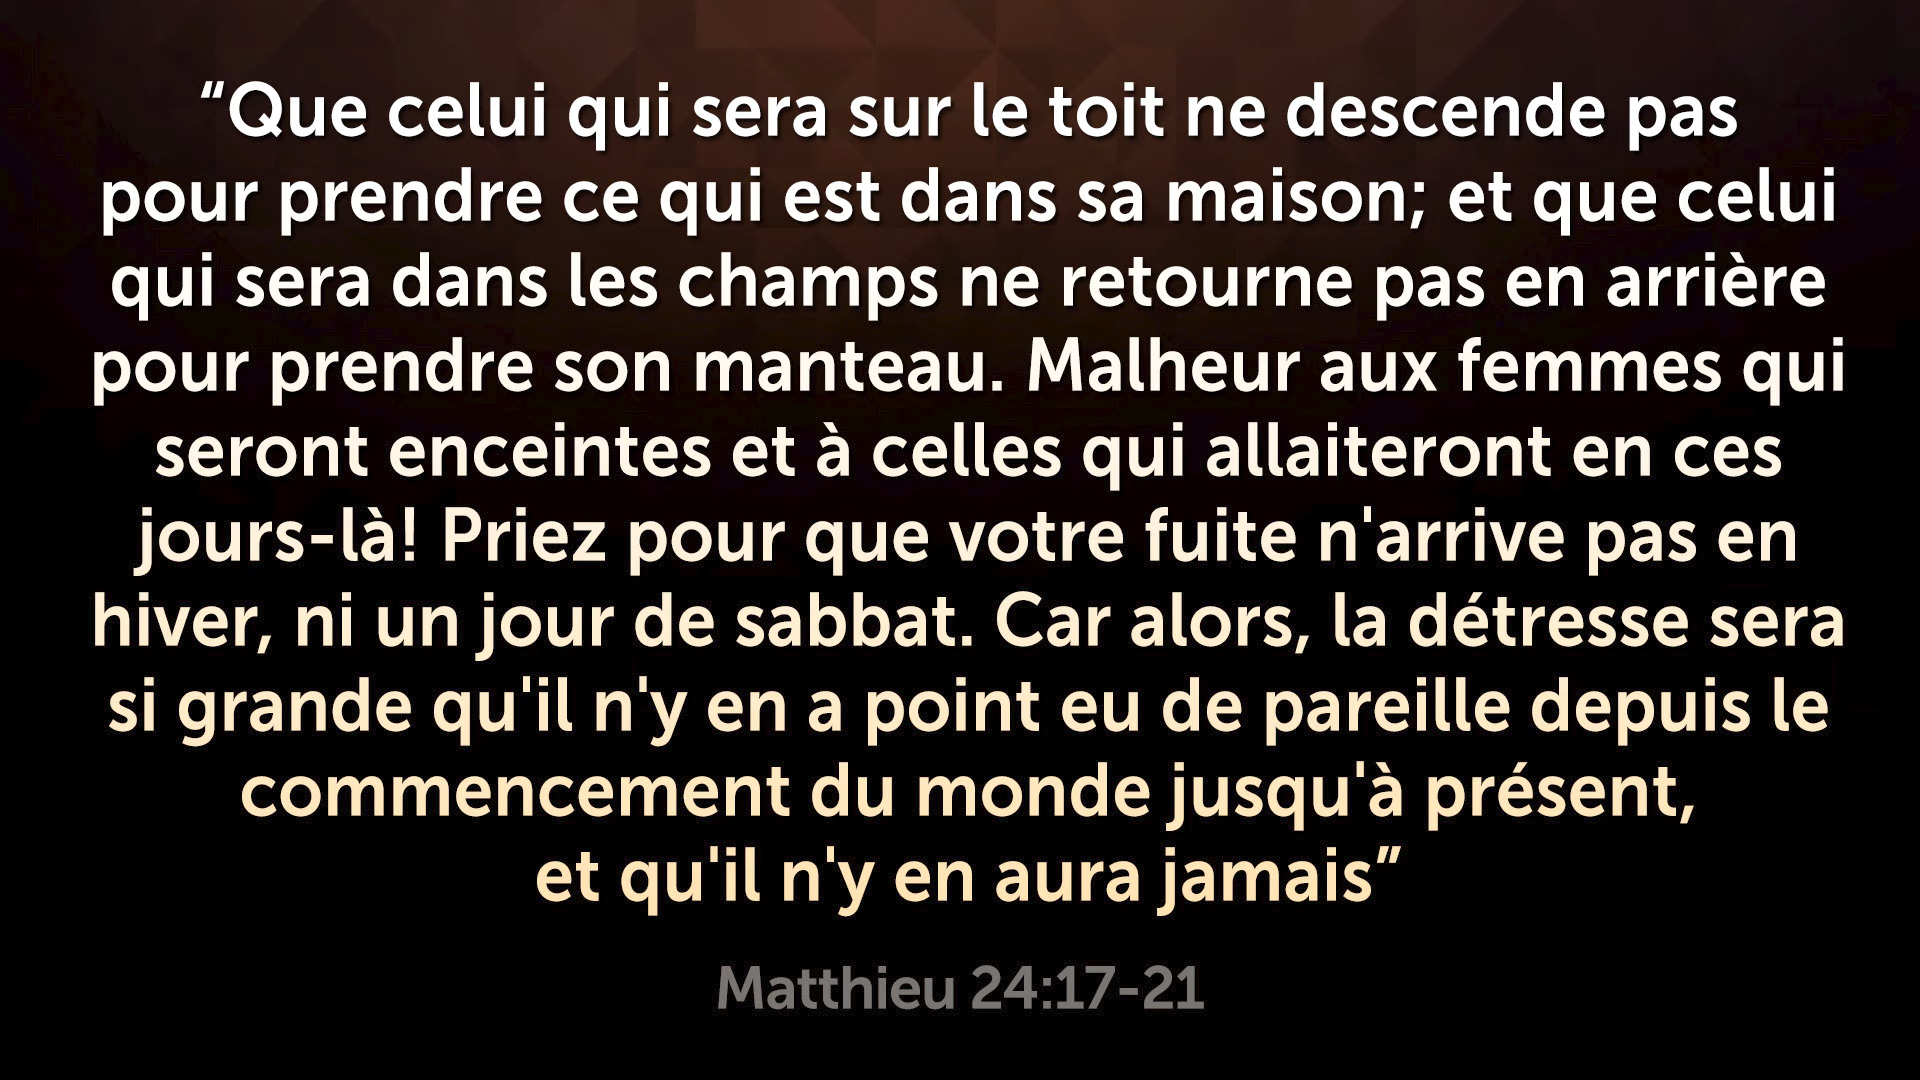 “Que celui qui sera sur le toit ne descende pas
pour prendre ce qui est dans sa maison; et que celui
qui sera dans les champs ne retourne pas en arrière
pour prendre son manteau. Malheur aux femmes qui
seront enceintes et à celles qui allaiteront en ces
jours-là! Priez pour que votre fuite n'arrive pas en
hiver, ni un jour de sabbat. Car alors, la détresse sera
si grande qu'il n'y en a point eu de pareille depuis le
commencement du monde jusqu'à présent,
et qu'il n'y en aura jamais”
Matthieu 24:17-21